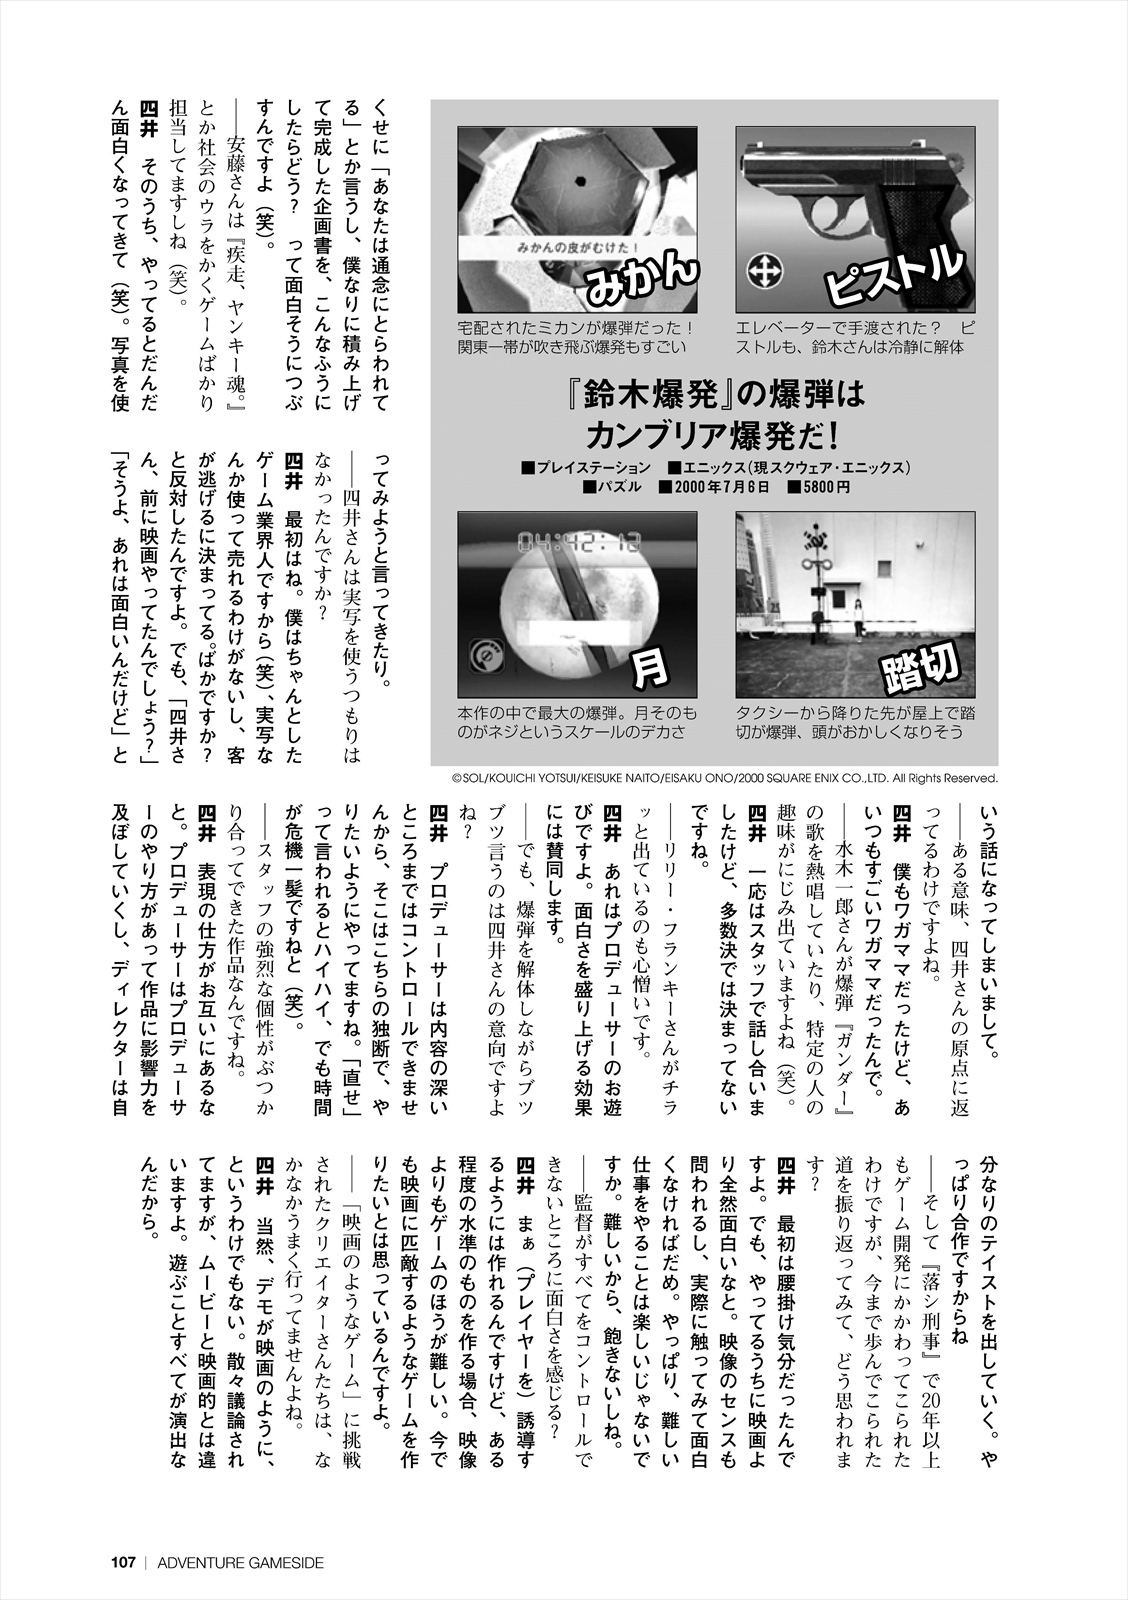 くせに「あなたは通念にとらわれて
る」とか言うし、僕なりに積み上げ
て完成した企画書を、こんなふうに
したらどう？　って面白そうにつぶ
すんですよ（笑）。
――安藤さんは『疾走、ヤンキー魂。』
とか社会のウラをかくゲームばかり
担当してますしね（笑）。
四井　そのうち、やってるとだんだ
ん面白くなってきて（笑）。写真を使
ってみようと言ってきたり。
――四井さんは実写を使うつもりは
なかったんですか？
四井　最初はね。僕はちゃんとした
ゲーム業界人ですから（笑）、実写な
んか使って売れるわけがないし、客
が逃げるに決まってる。ばかですか？
と反対したんですよ。でも、「四井さ
ん、前に映画やってたんでしょう？」
「そうよ、あれは面白いんだけど」と
みかんの皮がむけた！
みかん
宅配されたミカンが爆弾だった！
関東一帯が吹き飛ぶ爆発もすごい
ピストル
エレベーターで手渡された？　ピ
ストルも、鈴木さんは冷静に解体
『鈴木爆発』の爆弾は
カンブリア爆発だ！
■プレイステーション　■エニックス（現スクウェア・エニックス）
■パズル　■2000年7月6日　■5800円
04:42:13
月
本作の中で最大の爆弾。月そのも
のがネジというスケールのデカさ
踏切
タクシーから降りた先が屋上で踏
切が爆弾、頭がおかしくなりそう
©SOL/KOUICHI YOTSUI/KEISUKE NAITO/EISAKU ONO/2000 SQUARE ENIX CO.,LTD. All Rights Reserved.
いう話になってしまいまして。
――ある意味、四井さんの原点に返
ってるわけですよね。
四井　僕もワガママだったけど、あ
いつもすごいワガママだったんで。
――水木一郎さんが爆弾『ガンダー』
の歌を熱唱していたり、特定の人の
趣味がにじみ出ていますよね（笑）。
四井　一応はスタッフで話し合いま
したけど、多数決では決まってない
ですね。
――リリー・フランキーさんがチラ
ッと出ているのも心憎いです。
四井　あれはプロデューサーのお遊
びですよ。面白さを盛り上げる効果
には賛同します。
――でも、爆弾を解体しながらブツ
ブツ言うのは四井さんの意向ですよ
ね？
四井　プロデューサーは内容の深い
ところまではコントロールできませ
んから、そこはこちらの独断で、や
りたいようにやってますね。「直せ」
って言われるとハイハイ、でも時間
が危機一髪ですねと（笑）。
――スタッフの強烈な個性がぶつか
り合ってできた作品なんですね。
四井　表現の仕方がお互いにあるな
と。プロデューサーはプロデューサ
ーのやり方があって作品に影響力を
及ぼしていくし、ディレクターは自
分なりのテイストを出していく。や
っぱり合作ですからね
――そして『落シ刑事』で20年以上
もゲーム開発にかかわってこられた
わけですが、今まで歩んでこられた
道を振り返ってみて、どう思われま
す？
四井　最初は腰掛け気分だったんで
すよ。でも、やってるうちに映画よ
り全然面白いなと。映像のセンスも
問われるし、実際に触ってみて面白
くなければだめ。やっぱり、難しい
仕事をやることは楽しいじゃないで
すか。難しいから、飽きないしね。
――監督がすべてをコントロールで
きないところに面白さを感じる？
四井　まぁ（プレイヤーを）誘導す
るようには作れるんですけど、ある
程度の水準のものを作る場合、映像
よりもゲームのほうが難しい。今で
も映画に匹敵するようなゲームを作
りたいとは思っているんですよ。
――「映画のようなゲーム」に挑戦
されたクリエイターさんたちは、な
かなかうまく行ってませんよね。
四井　当然、デモが映画のように、
というわけでもない。散々議論され
てますが、ムービーと映画的とは違
いますよ。遊ぶことすべてが演出な
んだから。
107 | ADVENTURE GAMESIDE